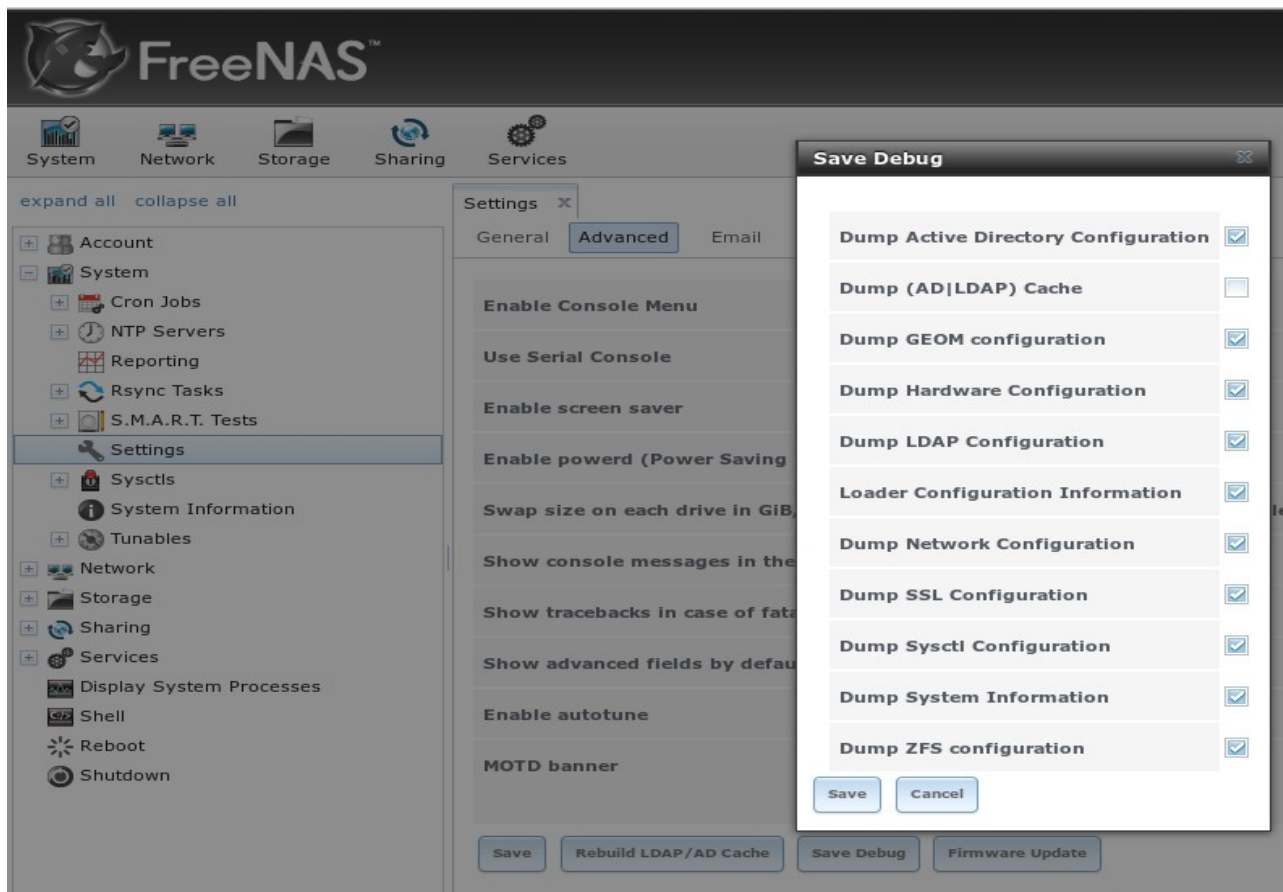 FreeNAS™
System Network Storage Sharing Services
expand all collapse all
Account
System
Cron Jobs
NTP Servers
Reporting
Rsync Tasks
S.M.A.R.T. Tests
Settings
Sysctls
System Information
Tunables
Network
Storage
Sharing
Services
Display System Processes
Shell
Reboot
Shutdown
Settings
General Advanced Email
Enable Console Menu
Use Serial Console
Enable screen saver
Enable powerd (Power Saving
Swap size on each drive in GiB,
Show console messages in the
Show tracebacks in case of fata
Show advanced fields by defau
Enable autotune
MOTD banner
Save Rebuild LDAP/AD Cache Save Debug Firmware Update
Save Debug
Dump Active Directory Configuration
Dump (AD|LDAP) Cache
Dump GEOM configuration
Dump Hardware Configuration
Dump LDAP Configuration
Loader Configuration Information
Dump Network Configuration
Dump SSL Configuration
Dump Sysctl Configuration
Dump System Information
Dump ZFS configuration
Save Cancel